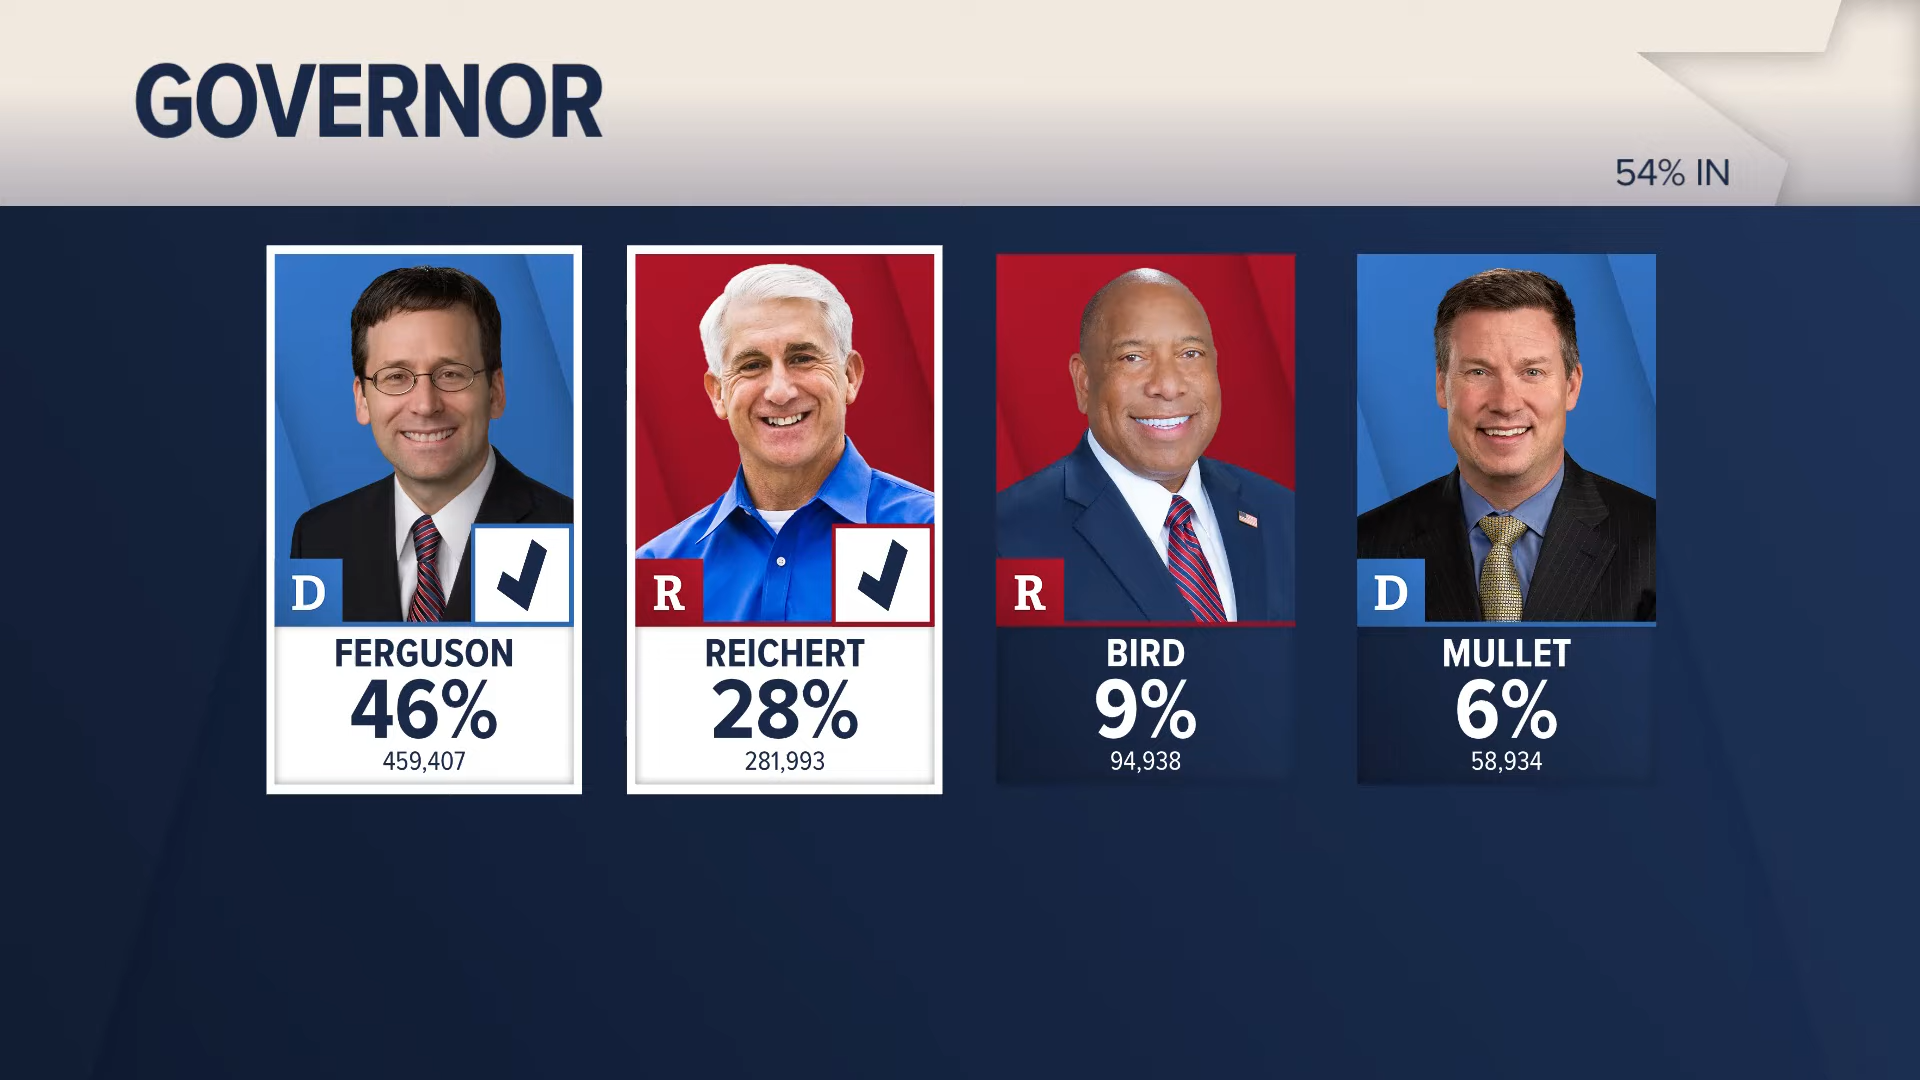 GOVERNOR
54% IN
D
FERGUSON
46%
459,407
R
REICHERT
28%
281,993
R
BIRD
9%
94,938
D
MULLET
6%
58,934